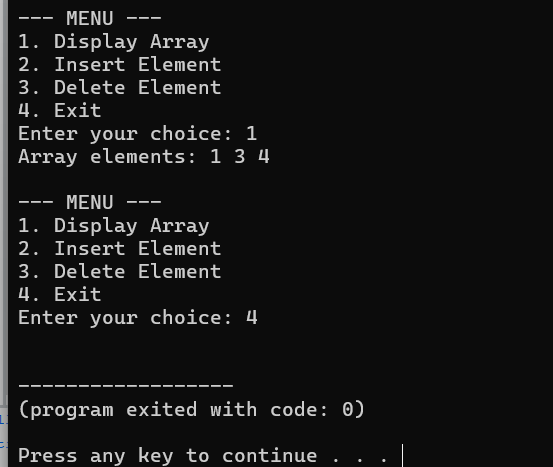 --- MENU ---
1. Display Array
2. Insert Element
3. Delete Element
4. Exit
Enter your choice: 1
Array elements: 1 3 4
--- MENU ---
1. Display Array
2. Insert Element
3. Delete Element
4. Exit
Enter your choice: 4
------------------
(program exited with code: 0)
Press any key to continue . . .